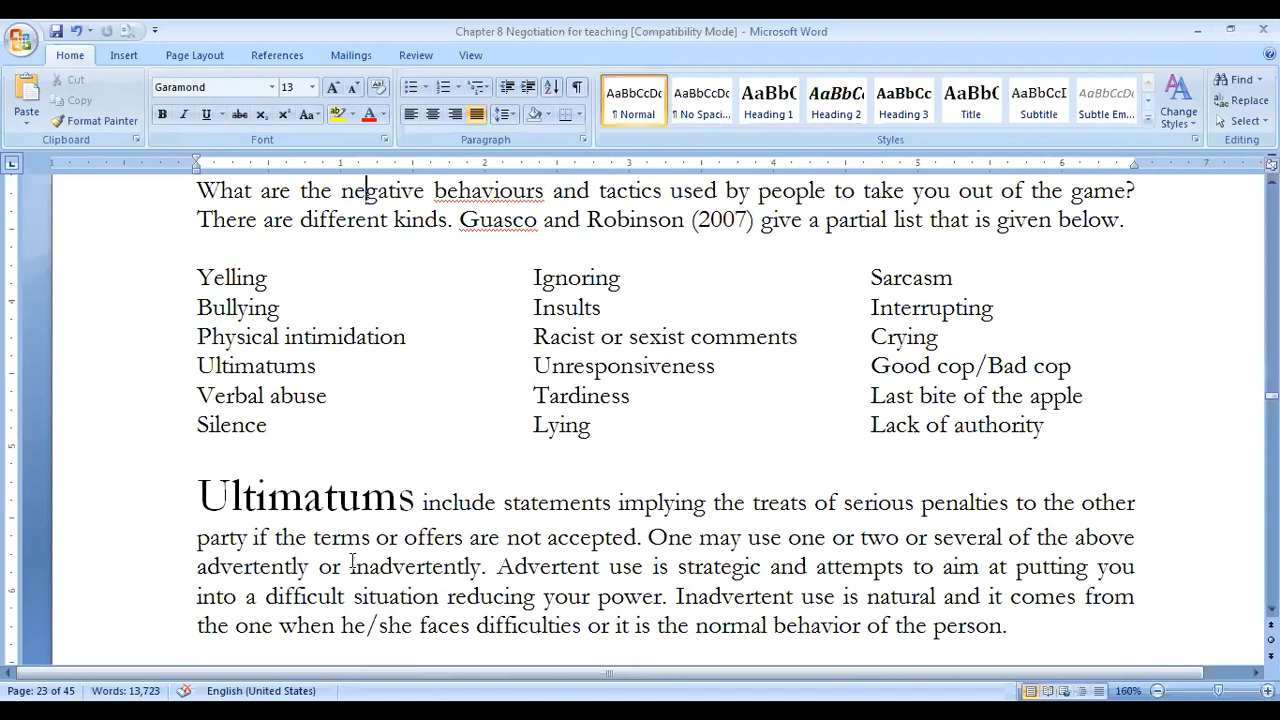 Chapter 8 Negotiation for teaching [Compatibility Mode] - Microsoft Word
Home Insert Page Layout References Mailings Review View
Cut
Copy
Format Painter
Paste
Clipboard
Garamond 13
Font
Paragraph
AaBbCcDc AaBbCcDc AaBbC AaBbCc AaBbCc AaBbC AaBbCcI AaBbCcDc
¶ Normal ¶ No Spaci... Heading 1 Heading 2 Heading 3 Title Subtitle Subtle Em...
Change Styles
Styles
Find
Replace
Select
Editing
What are the negative behaviours and tactics used by people to take you out of the game?
There are different kinds. Guasco and Robinson (2007) give a partial list that is given below.
Yelling Ignoring Sarcasm
Bullying Insults Interrupting
Physical intimidation Racist or sexist comments Crying
Ultimatums Unresponsiveness Good cop/Bad cop
Verbal abuse Tardiness Last bite of the apple
Silence Lying Lack of authority
Ultimatums include statements implying the treats of serious penalties to the other
party if the terms or offers are not accepted. One may use one or two or several of the above
advertently or inadvertently. Advertent use is strategic and attempts to aim at putting you
into a difficult situation reducing your power. Inadvertent use is natural and it comes from
the one when he/she faces difficulties or it is the normal behavior of the person.
Page: 23 of 45 Words: 13,723 English (United States) 160%